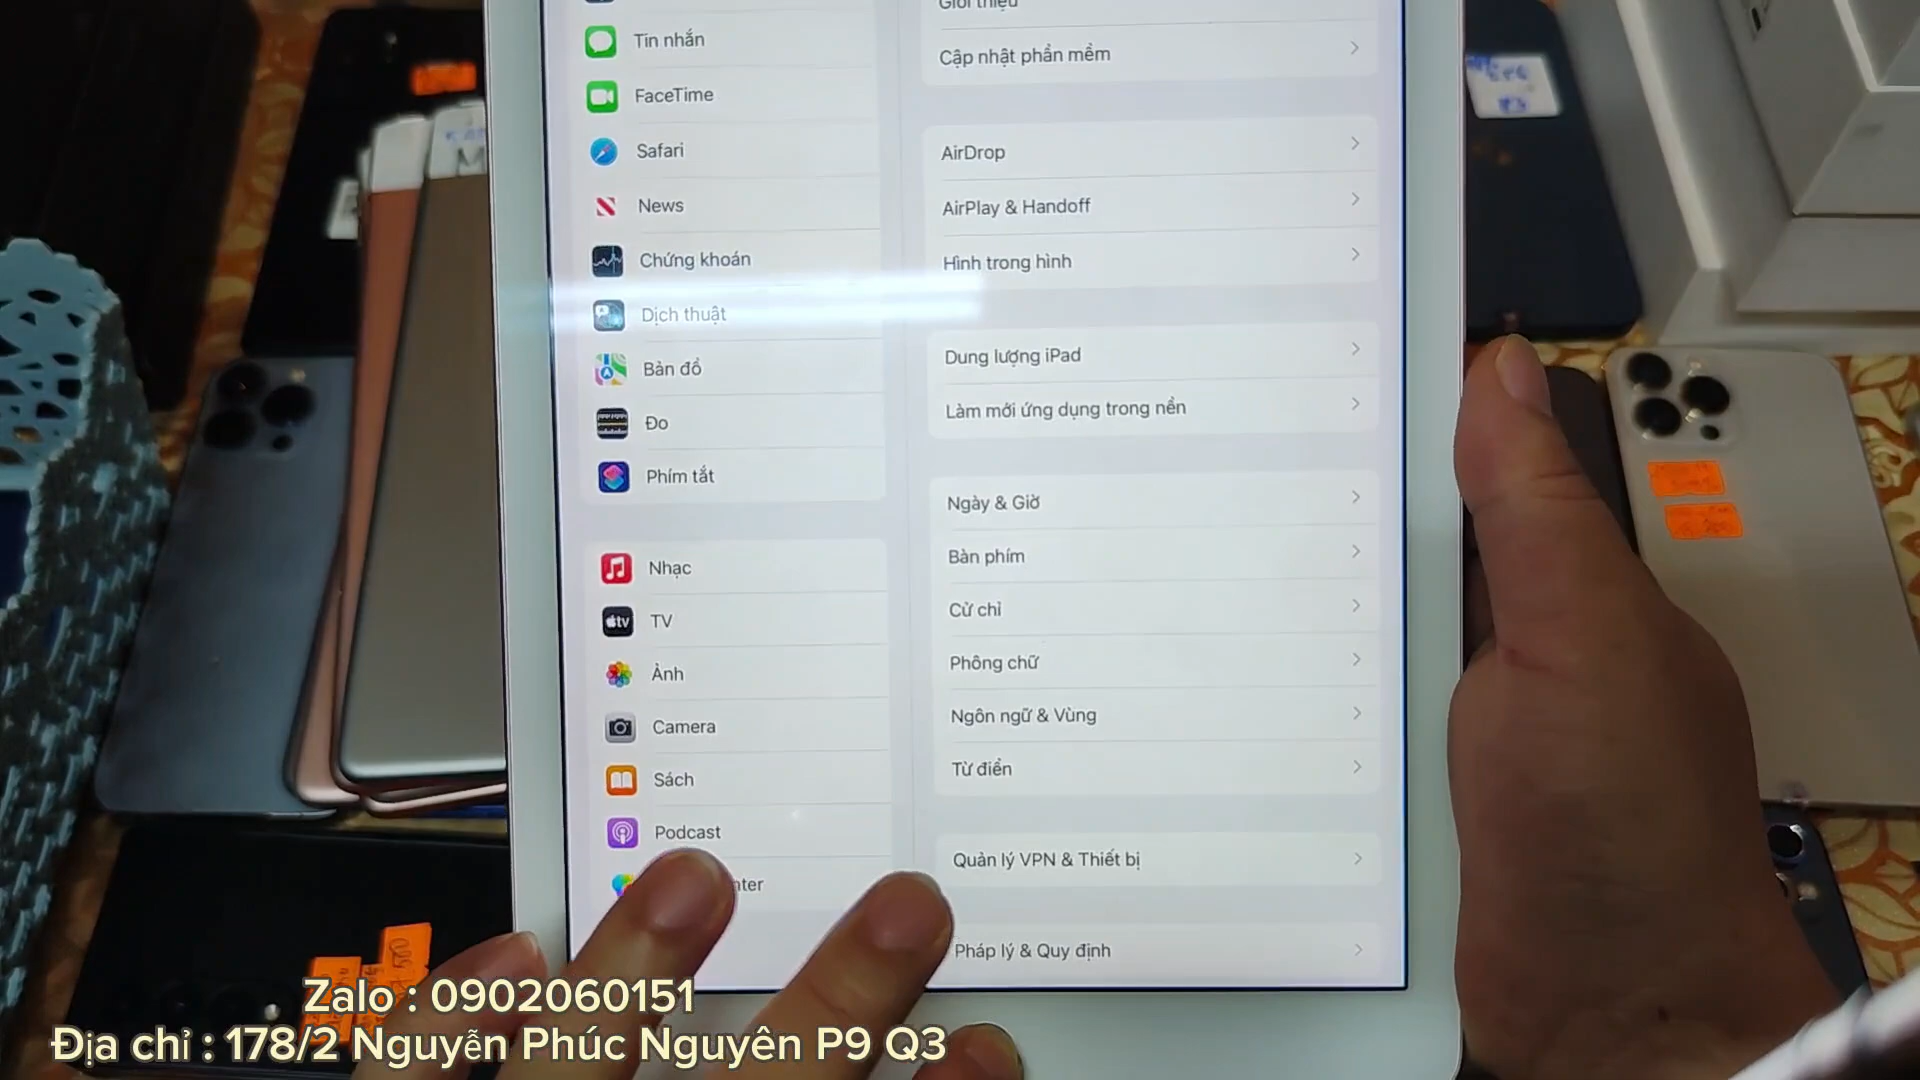 Tin nhắn
FaceTime
Safari
News
Chứng khoán
Dịch thuật
Bản đồ
Đo
Phím tắt
Nhạc
TV
Ảnh
Camera
Sách
Podcast
Giới thiệu
Cập nhật phần mềm
AirDrop
AirPlay & Handoff
Hình trong hình
Dung lượng iPad
Làm mới ứng dụng trong nền
Ngày & Giờ
Bàn phím
Cử chỉ
Phông chữ
Ngôn ngữ & Vùng
Từ điển
Quản lý VPN & Thiết bị
Pháp lý & Quy định
Zalo : 0902060151
Địa chỉ : 178/2 Nguyễn Phúc Nguyên P9 Q3